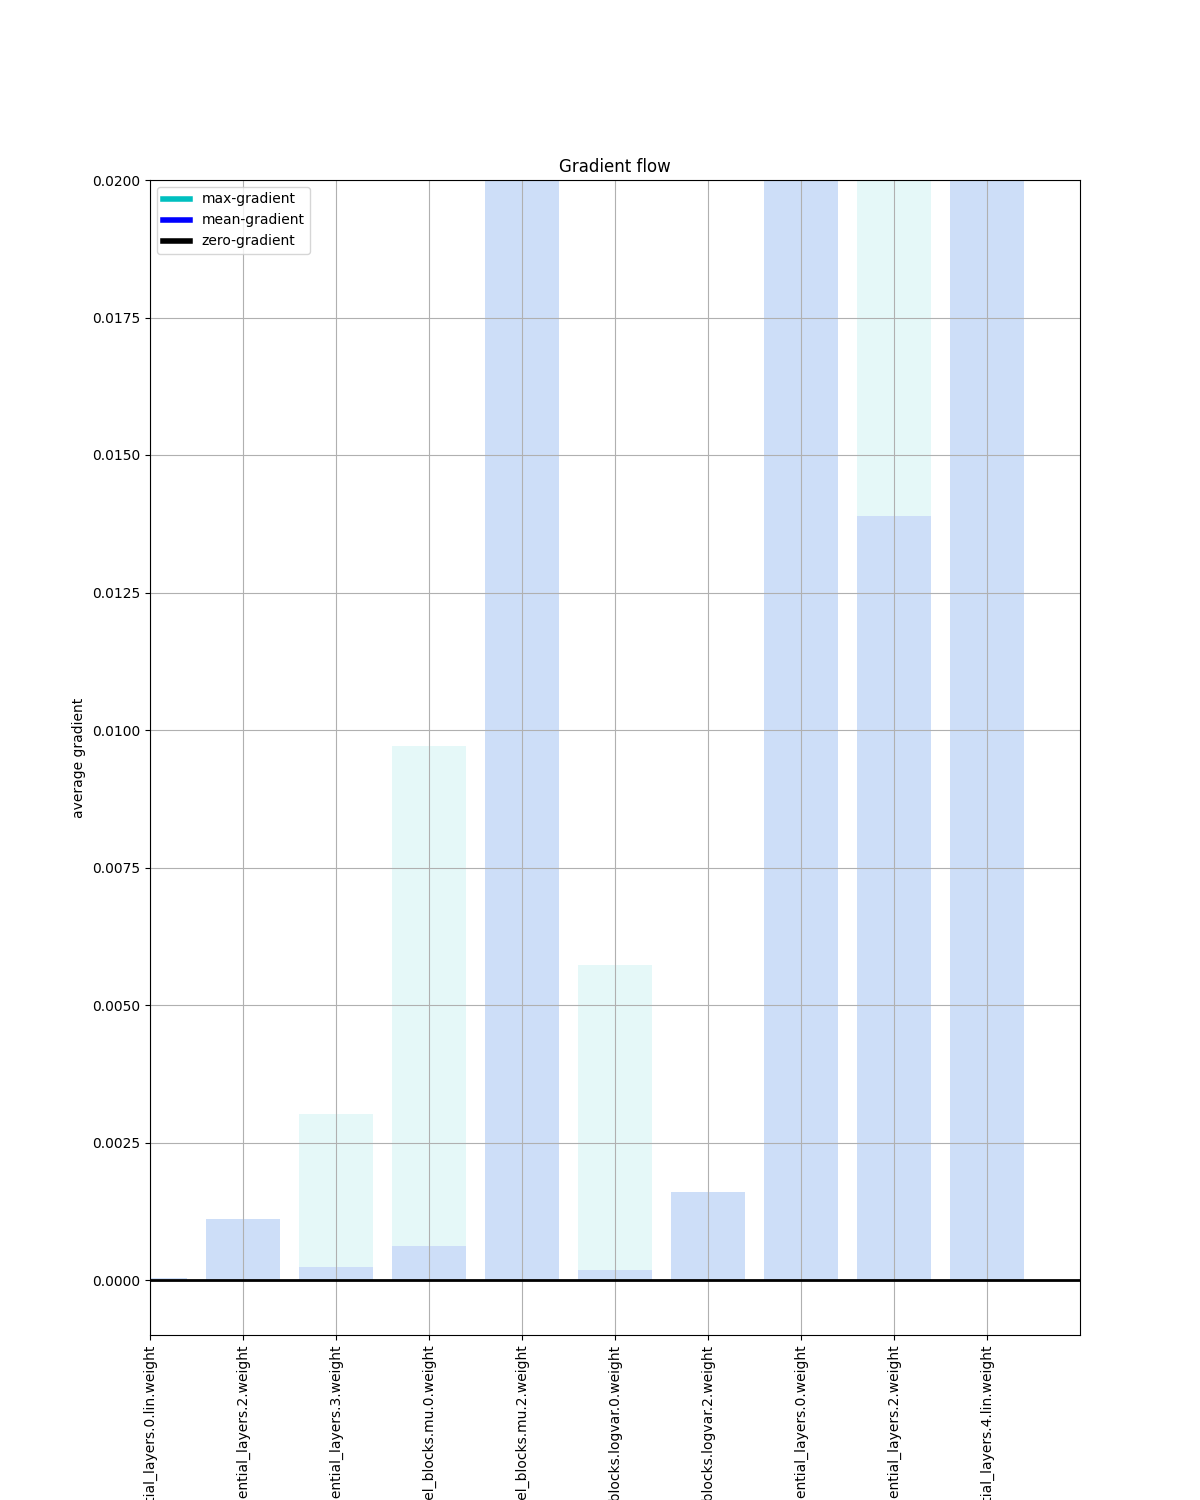 Gradient flow
max-gradient
mean-gradient
zero-gradient
0.0200
0.0175
0.0150
0.0125
0.0100
0.0075
0.0050
0.0025
0.0000
average gradient
tial_layers.0.lin.weight
ential_layers.2.weight
ential_layers.3.weight
el_blocks.mu.0.weight
el_blocks.mu.2.weight
blocks.logvar.0.weight
blocks.logvar.2.weight
ential_layers.0.weight
ential_layers.2.weight
tial_layers.4.lin.weight